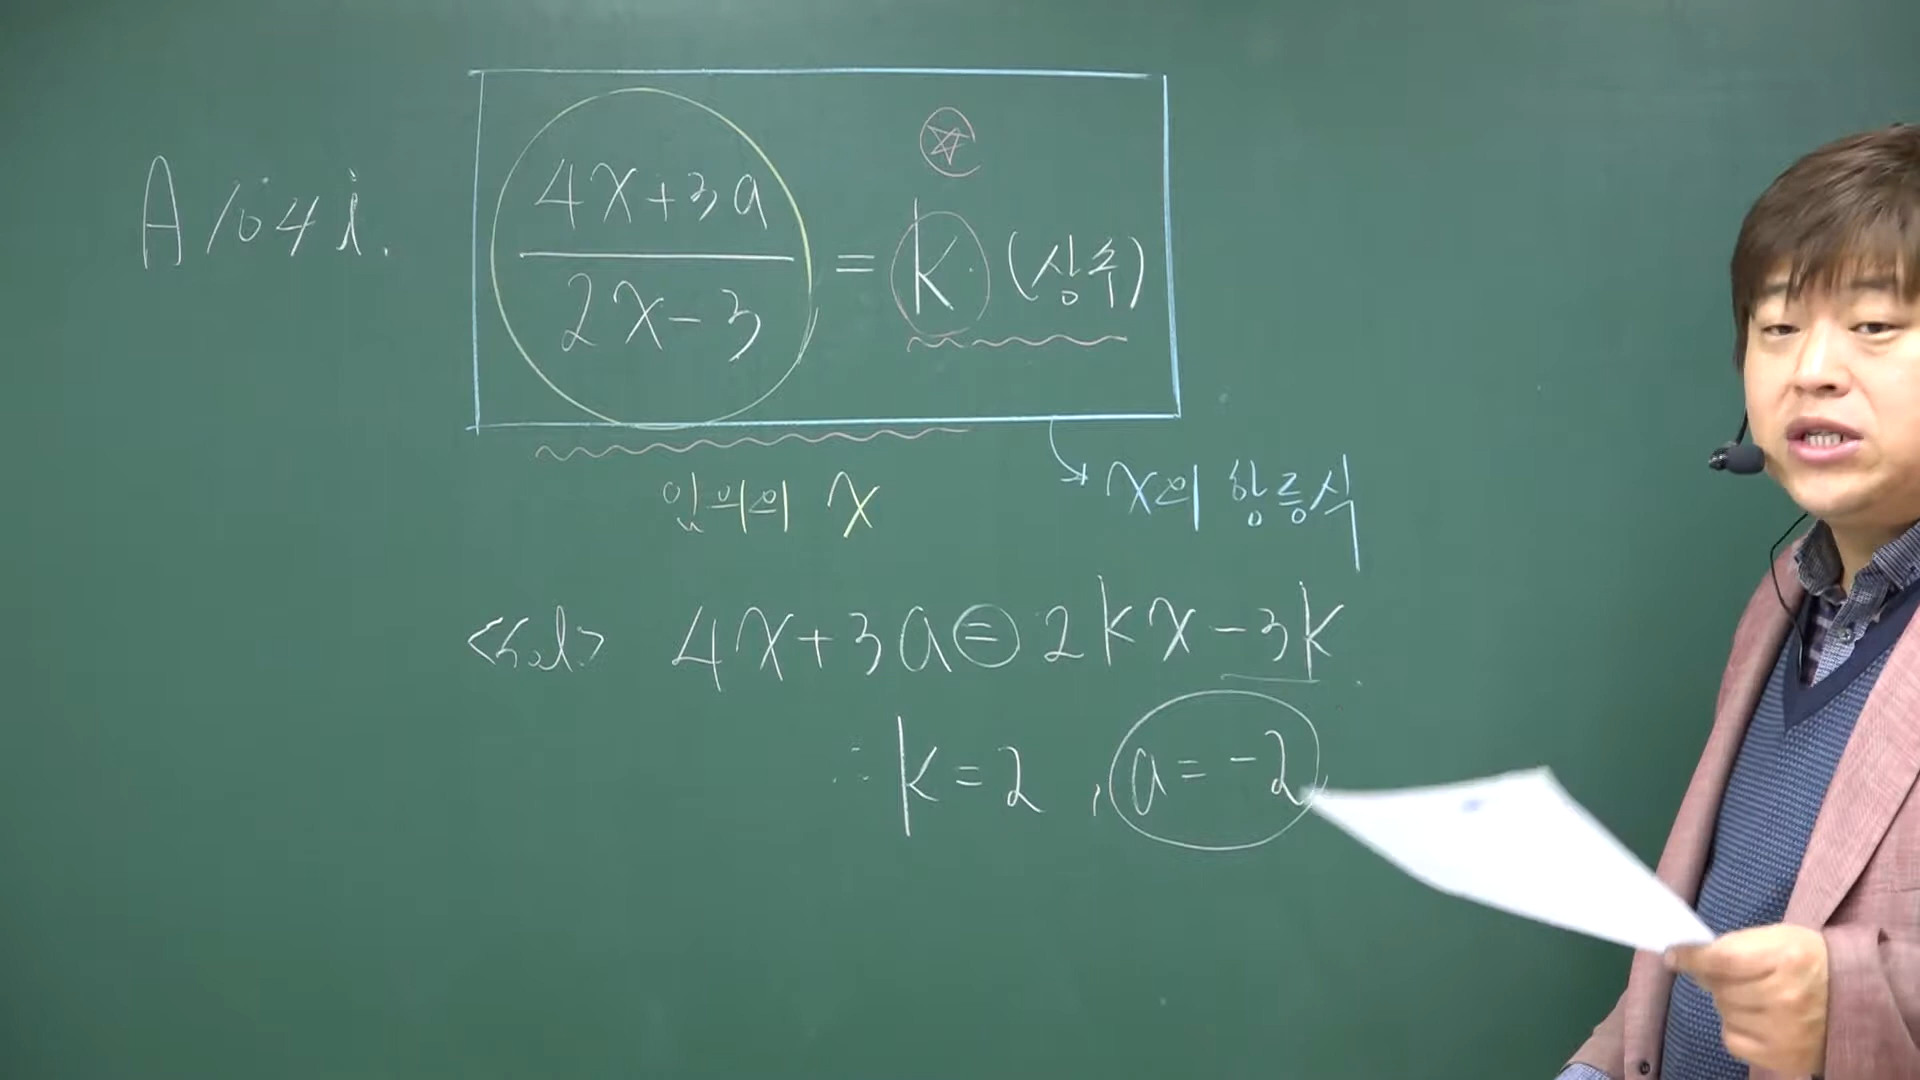 A1041.
4x+3a
2x-3
= k (상수)
임의의 x
x의 항등식
<sol> 4x+3a = 2kx-3k
∴ k=2, a=-2